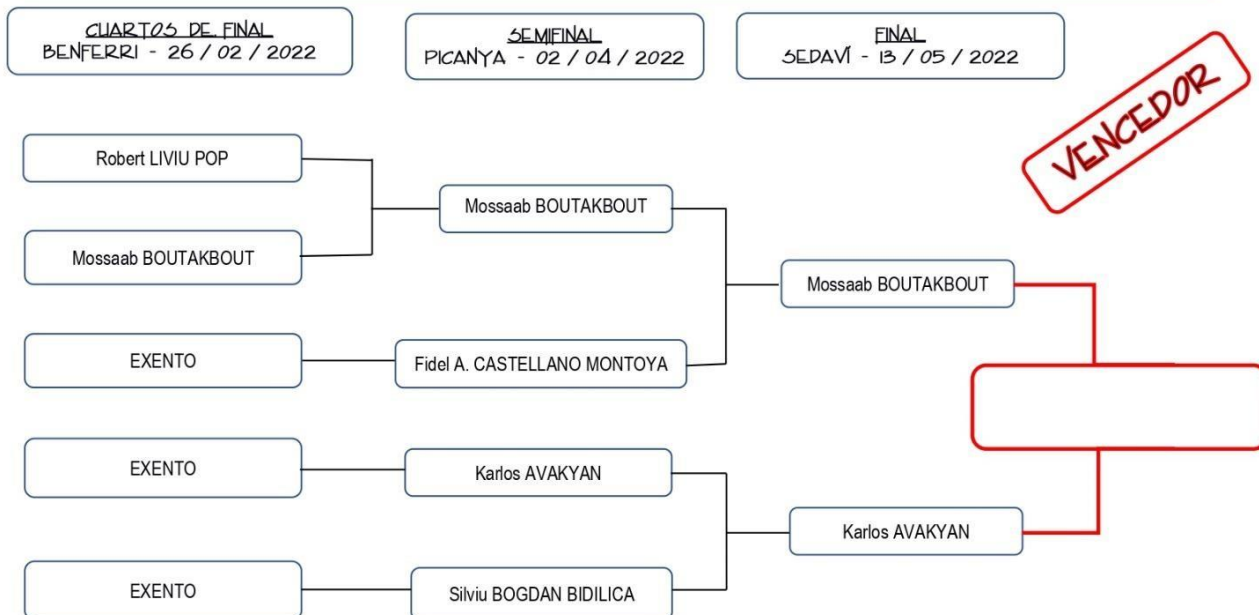 CUARTOS DE FINAL
BENFERRI - 26 / 02 / 2022
SEMIFINAL
PICANYA - 02 / 04 / 2022
FINAL
SEDAVÍ - 13 / 05 / 2022
VENCEDOR
Robert LIVIU POP
Mossaab BOUTAKBOUT
EXENTO
EXENTO
EXENTO
Mossaab BOUTAKBOUT
Fidel A. CASTELLANO MONTOYA
Karlos AVAKYAN
Silviu BOGDAN BIDILICA
Mossaab BOUTAKBOUT
Karlos AVAKYAN